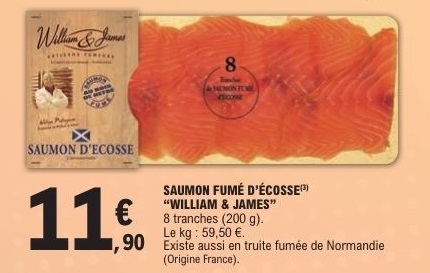 William & James
8
SAUMON D'ECOSSE
11€,90
SAUMON FUMÉ D'ÉCOSSE(3)
"WILLIAM & JAMES"
8 tranches (200 g).
Le kg : 59,50 €.
Existe aussi en truite fumée de Normandie
(Origine France).